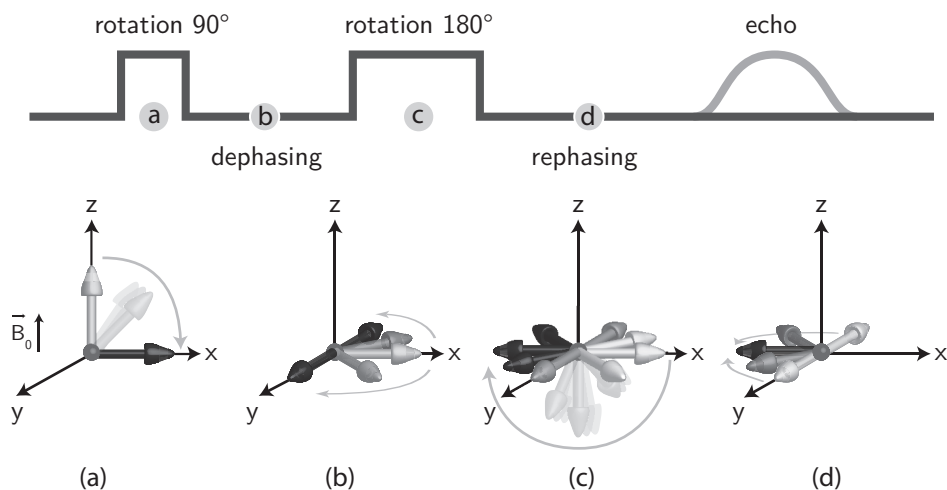 rotation 90° rotation 180° echo
a b c d
dephasing rephasing
z z z z
B₀ x x x x
y y y y
(a) (b) (c) (d)